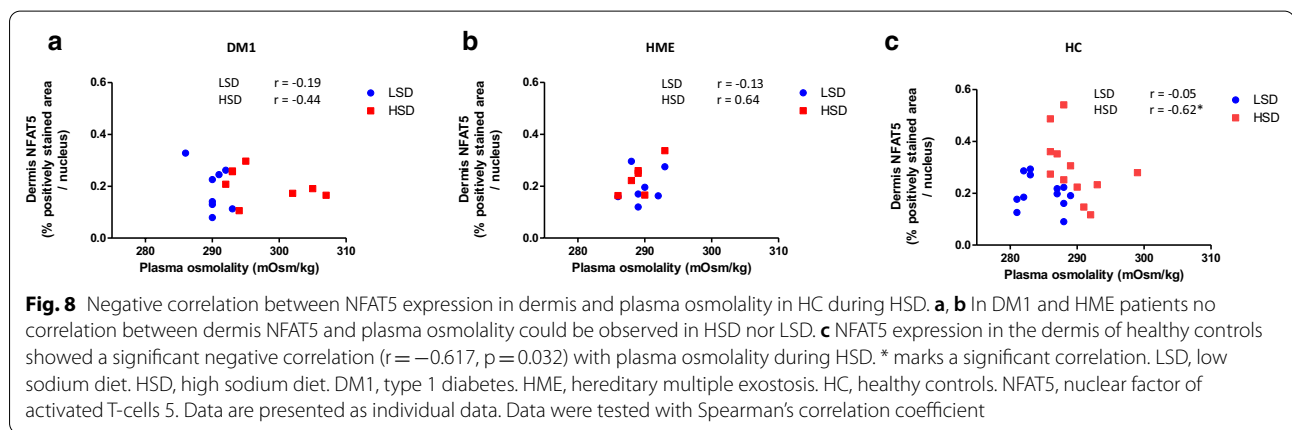 a
DM1
Dermis NFAT5
(% positively stained area
/ nucleus)
0.6
0.4
0.2
0.0
LSD r = -0.19
HSD r = -0.44
LSD
HSD
280 290 300 310
Plasma osmolality (mOsm/kg)
b
HME
Dermis NFAT5
(% positively stained area
/ nucleus)
0.6
0.4
0.2
0.0
LSD r = -0.13
HSD r = 0.64
LSD
HSD
280 290 300 310
Plasma osmolality (mOsm/kg)
c
HC
Dermis NFAT5
(% positively stained area
/ nucleus)
0.6
0.4
0.2
0.0
LSD r = -0.05
HSD r = -0.62*
LSD
HSD
280 290 300 310
Plasma osmolality (mOsm/kg)
Fig. 8 Negative correlation between NFAT5 expression in dermis and plasma osmolality in HC during HSD. a, b In DM1 and HME patients no
correlation between dermis NFAT5 and plasma osmolality could be observed in HSD nor LSD. c NFAT5 expression in the dermis of healthy controls
showed a significant negative correlation (r = −0.617, p = 0.032) with plasma osmolality during HSD. * marks a significant correlation. LSD, low
sodium diet. HSD, high sodium diet. DM1, type 1 diabetes. HME, hereditary multiple exostosis. HC, healthy controls. NFAT5, nuclear factor of
activated T-cells 5. Data are presented as individual data. Data were tested with Spearman's correlation coefficient